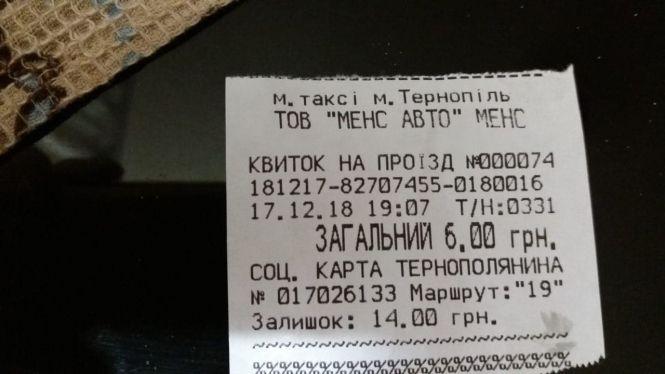 м.таксі м.Тернопіль
ТОВ "МЕНС АВТО" МЕНС
КВИТОК НА ПРОЇЗД №000074
181217-82707455-0180016
17.12.18 19:07 Т/Н:0331
ЗАГАЛЬНИЙ 6.00 грн.
СОЦ. КАРТА ТЕРНОПОЛЯНИНА
№ 017026133 Маршрут:"19"
Залишок: 14.00 грн.
~~~~~~~~~~~~~~~~~~~~~~~~
%%%%%%%%%%%%%%%%%%%%%%%%